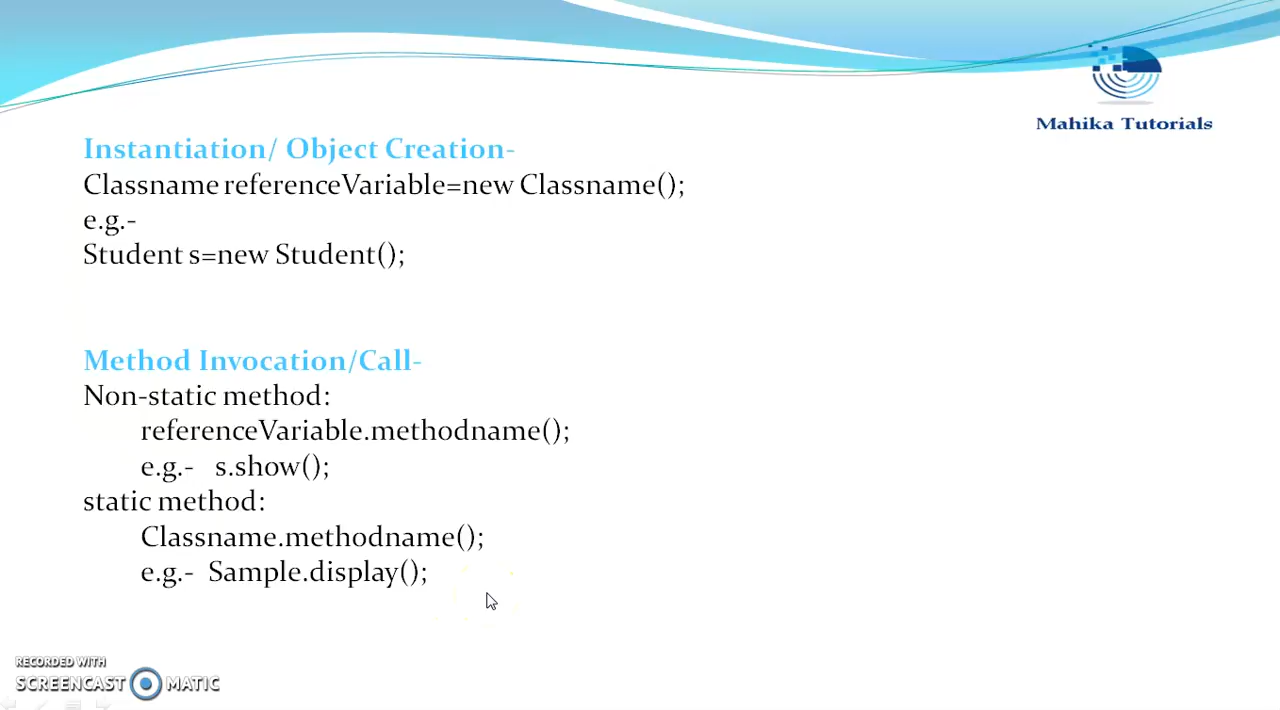 Mahika Tutorials
Instantiation/ Object Creation-
Classname referenceVariable=new Classname();
e.g.-
Student s=new Student();
Method Invocation/Call-
Non-static method:
referenceVariable.methodname();
e.g.- s.show();
static method:
Classname.methodname();
e.g.- Sample.display();
RECORDED WITH
SCREENCAST MATIC